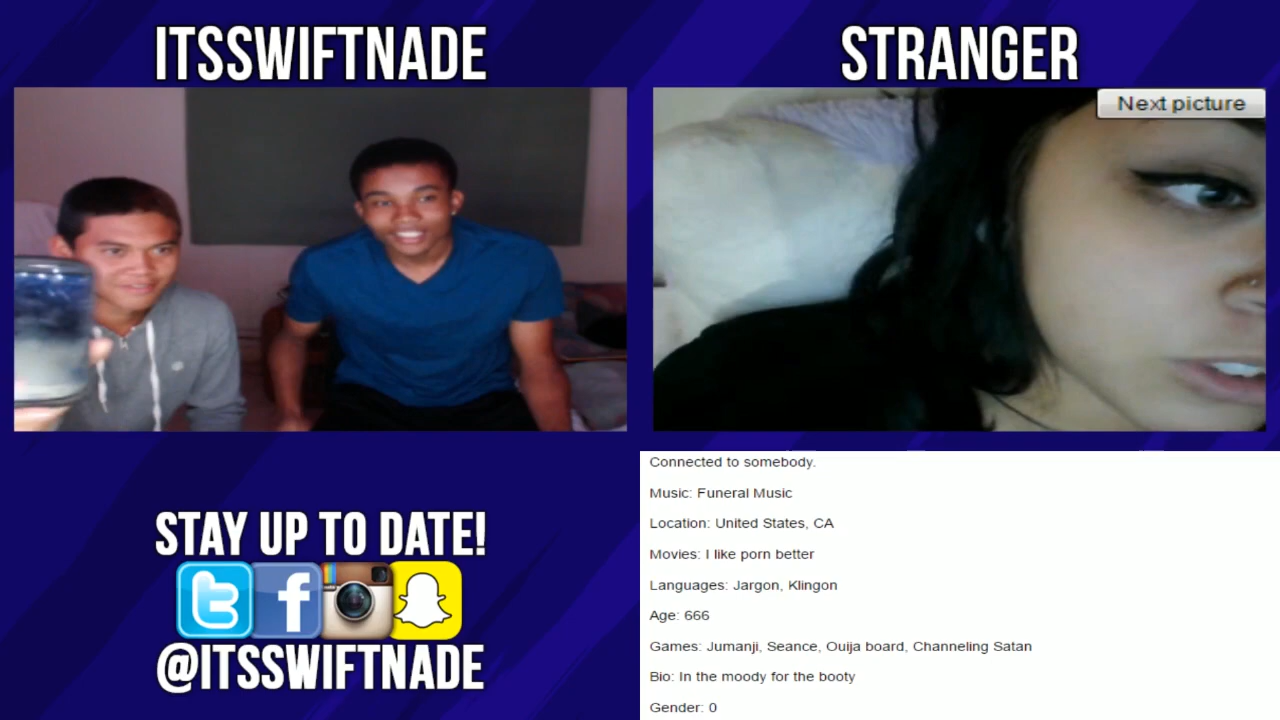 ITSSWIFTNADE
STRANGER
Next picture
STAY UP TO DATE!
@ITSSWIFTNADE
Connected to somebody.
Music: Funeral Music
Location: United States, CA
Movies: I like porn better
Languages: Jargon, Klingon
Age: 666
Games: Jumanji, Seance, Ouija board, Channeling Satan
Bio: In the moody for the booty
Gender: 0